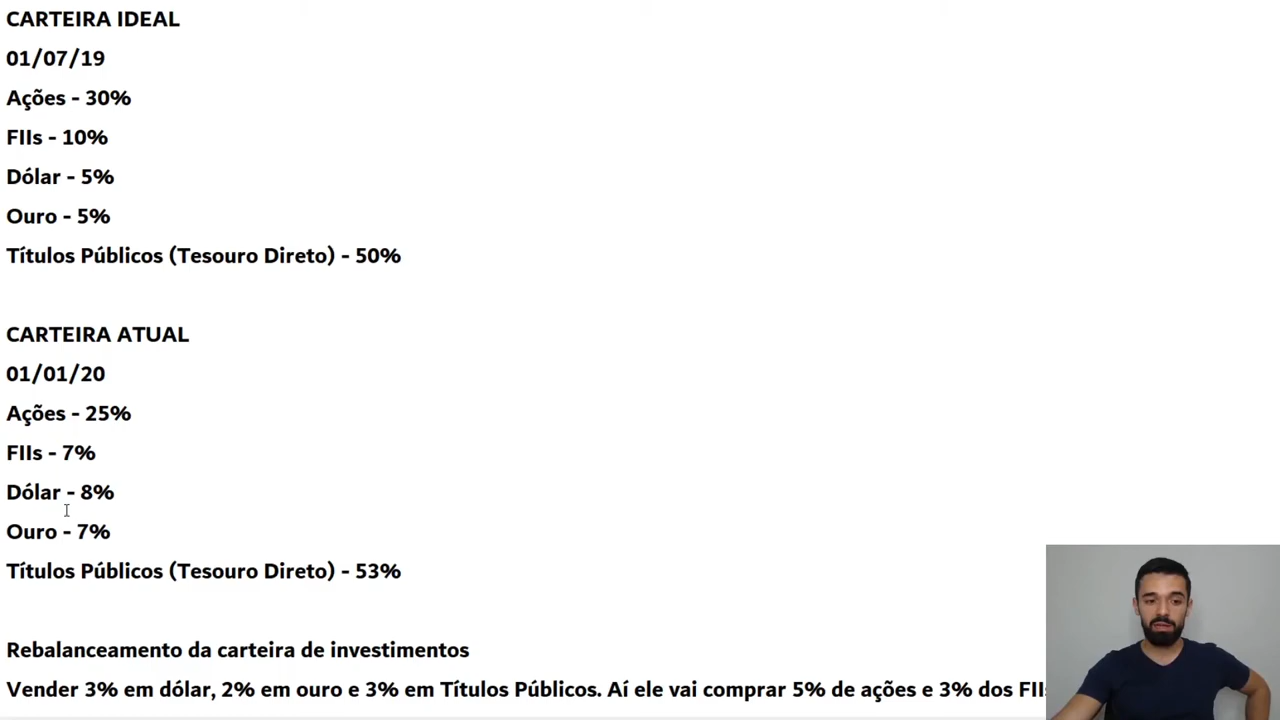 CARTEIRA IDEAL
01/07/19
Ações - 30%
FIIs - 10%
Dólar - 5%
Ouro - 5%
Títulos Públicos (Tesouro Direto) - 50%
CARTEIRA ATUAL
01/01/20
Ações - 25%
FIIs - 7%
Dólar - 8%
Ouro - 7%
Títulos Públicos (Tesouro Direto) - 53%
Rebalanceamento da carteira de investimentos
Vender 3% em dólar, 2% em ouro e 3% em Títulos Públicos. Aí ele vai comprar 5% de ações e 3% dos